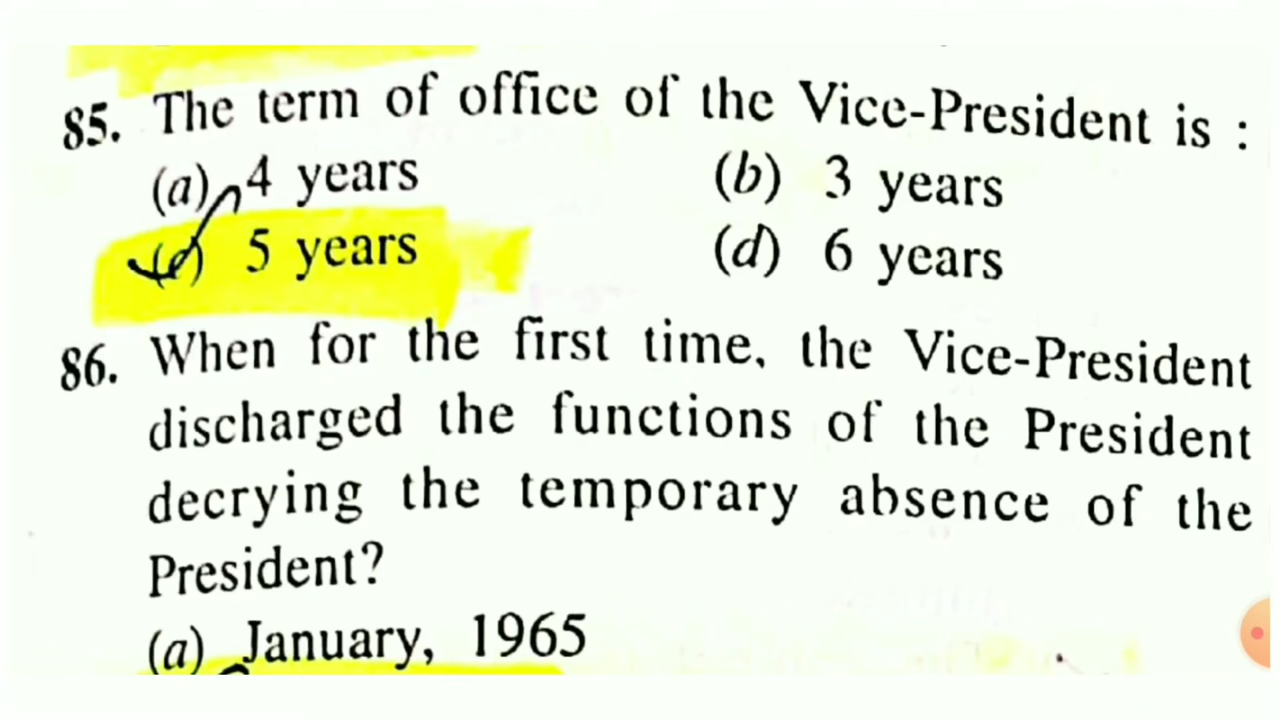 85. The term of office of the Vice-President is :
(a) 4 years (b) 3 years
(c) 5 years (d) 6 years
86. When for the first time, the Vice-President
discharged the functions of the President
decrying the temporary absence of the
President?
(a) January, 1965